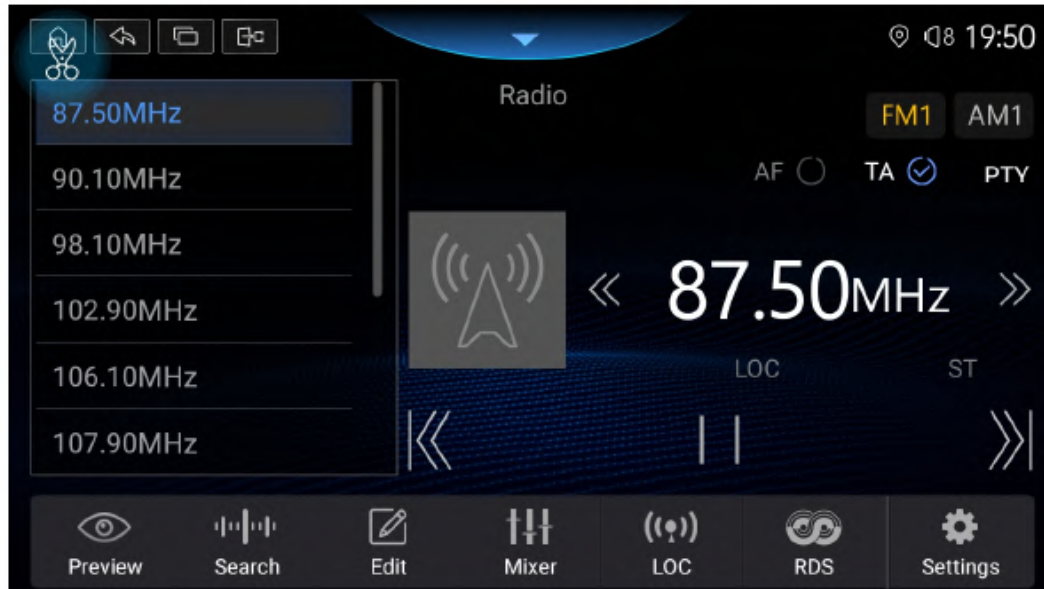 8 19:50
Radio
FM1 AM1
AF TA PTY
87.50MHz
90.10MHz
98.10MHz
102.90MHz
106.10MHz
107.90MHz
87.50MHz
LOC ST
Preview Search Edit Mixer LOC RDS Settings